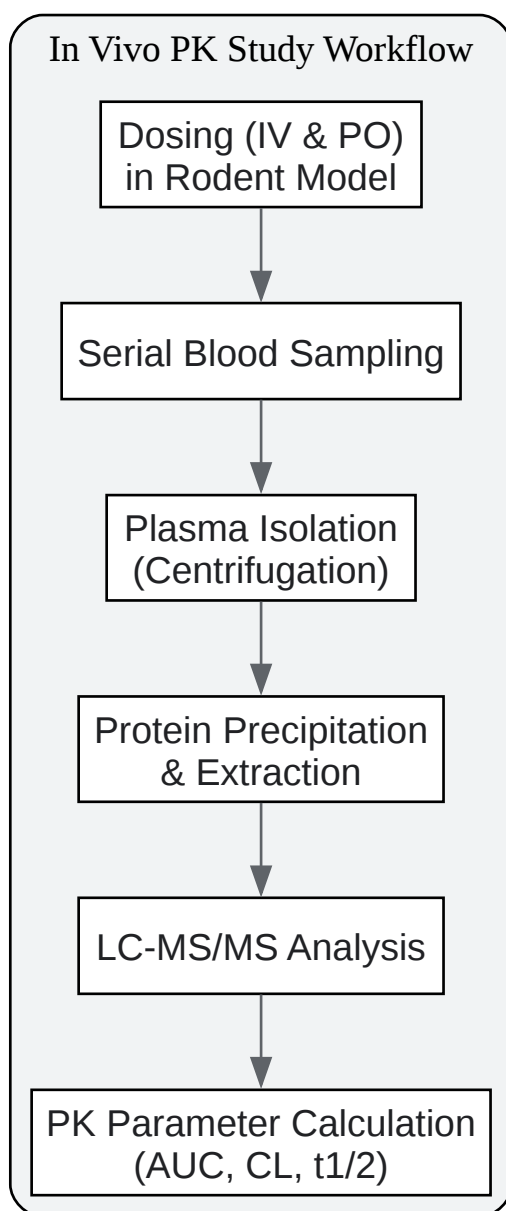 In Vivo PK Study Workflow
Dosing (IV & PO)
in Rodent Model
Serial Blood Sampling
Plasma Isolation
(Centrifugation)
Protein Precipitation
& Extraction
LC-MS/MS Analysis
PK Parameter Calculation
(AUC, CL, t1/2)